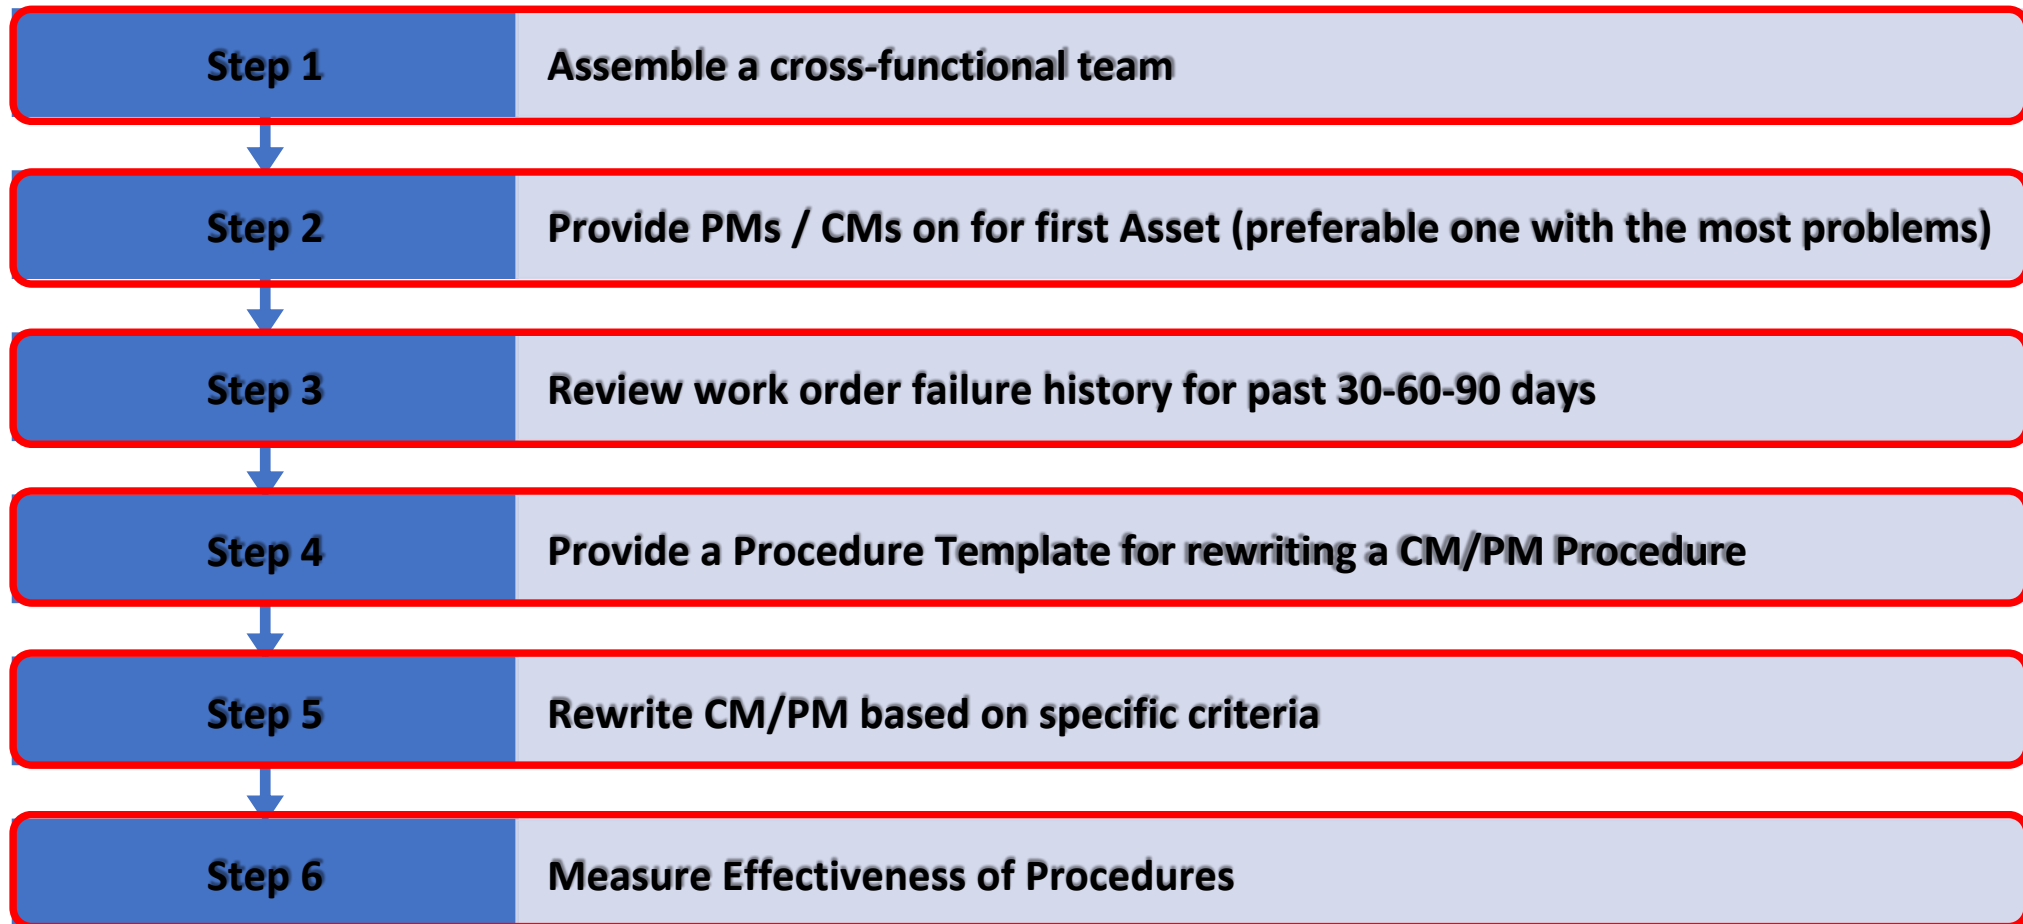 Step 1
Assemble a cross-functional team
Step 2
Provide PMs / CMs on for first Asset (preferable one with the most problems)
Step 3
Review work order failure history for past 30-60-90 days
Step 4
Provide a Procedure Template for rewriting a CM/PM Procedure
Step 5
Rewrite CM/PM based on specific criteria
Step 6
Measure Effectiveness of Procedures